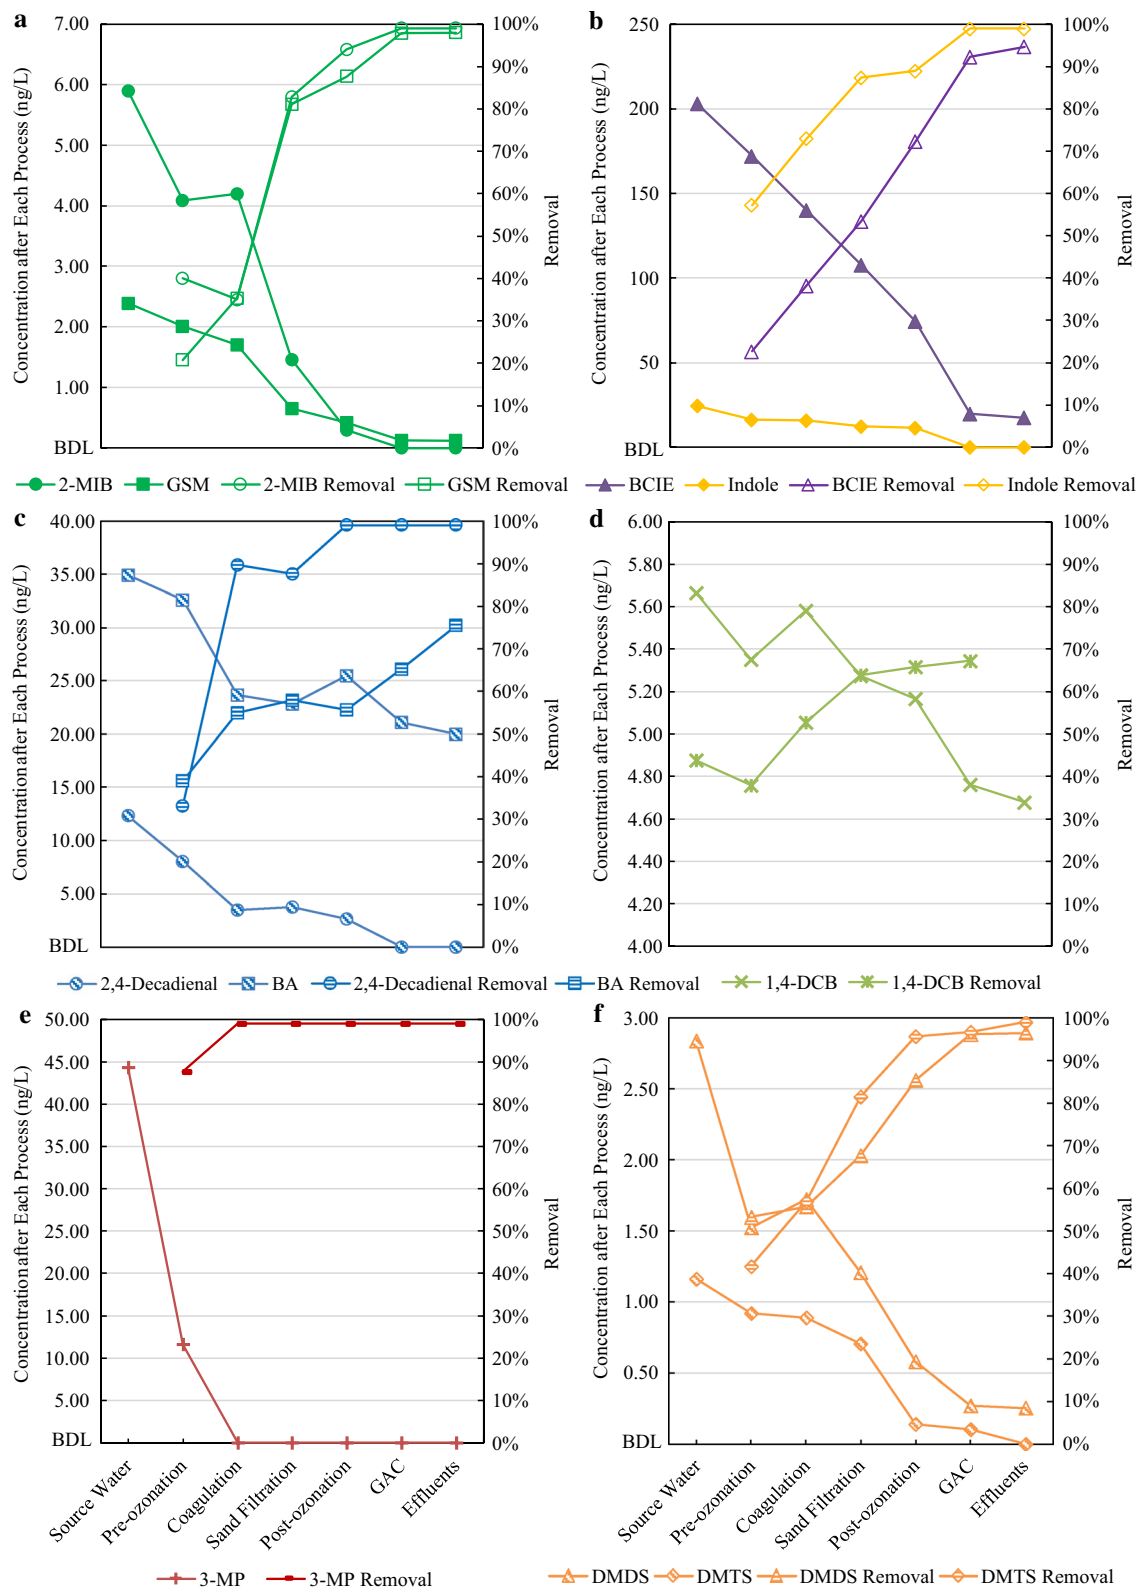 a
Concentration after Each Process (ng/L)
7.00
6.00
5.00
4.00
3.00
2.00
1.00
BDL
100%
90%
80%
70%
60%
50%
40%
30%
20%
10%
0%
Removal
2-MIB GSM 2-MIB Removal GSM Removal
b
Concentration after Each Process (ng/L)
250
200
150
100
50
BDL
100%
90%
80%
70%
60%
50%
40%
30%
20%
10%
0%
Removal
BCIE Indole BCIE Removal Indole Removal
c
Concentration after Each Process (ng/L)
40.00
35.00
30.00
25.00
20.00
15.00
10.00
5.00
BDL
100%
90%
80%
70%
60%
50%
40%
30%
20%
10%
0%
Removal
2,4-Decadienal BA 2,4-Decadienal Removal BA Removal
d
Concentration after Each Process (ng/L)
6.00
5.80
5.60
5.40
5.20
5.00
4.80
4.60
4.40
4.20
4.00
100%
90%
80%
70%
60%
50%
40%
30%
20%
10%
0%
Removal
1,4-DCB 1,4-DCB Removal
e
Concentration after Each Process (ng/L)
50.00
45.00
40.00
35.00
30.00
25.00
20.00
15.00
10.00
5.00
BDL
100%
90%
80%
70%
60%
50%
40%
30%
20%
10%
0%
Removal
Source Water
Pre-ozonation
Coagulation
Sand Filtration
Post-ozonation
GAC
Effluents
3-MP 3-MP Removal
f
Concentration after Each Process (ng/L)
3.00
2.50
2.00
1.50
1.00
0.50
BDL
100%
90%
80%
70%
60%
50%
40%
30%
20%
10%
0%
Removal
Source Water
Pre-ozonation
Coagulation
Sand Filtration
Post-ozonation
GAC
Effluents
DMDS DMTS DMDS Removal DMTS Removal